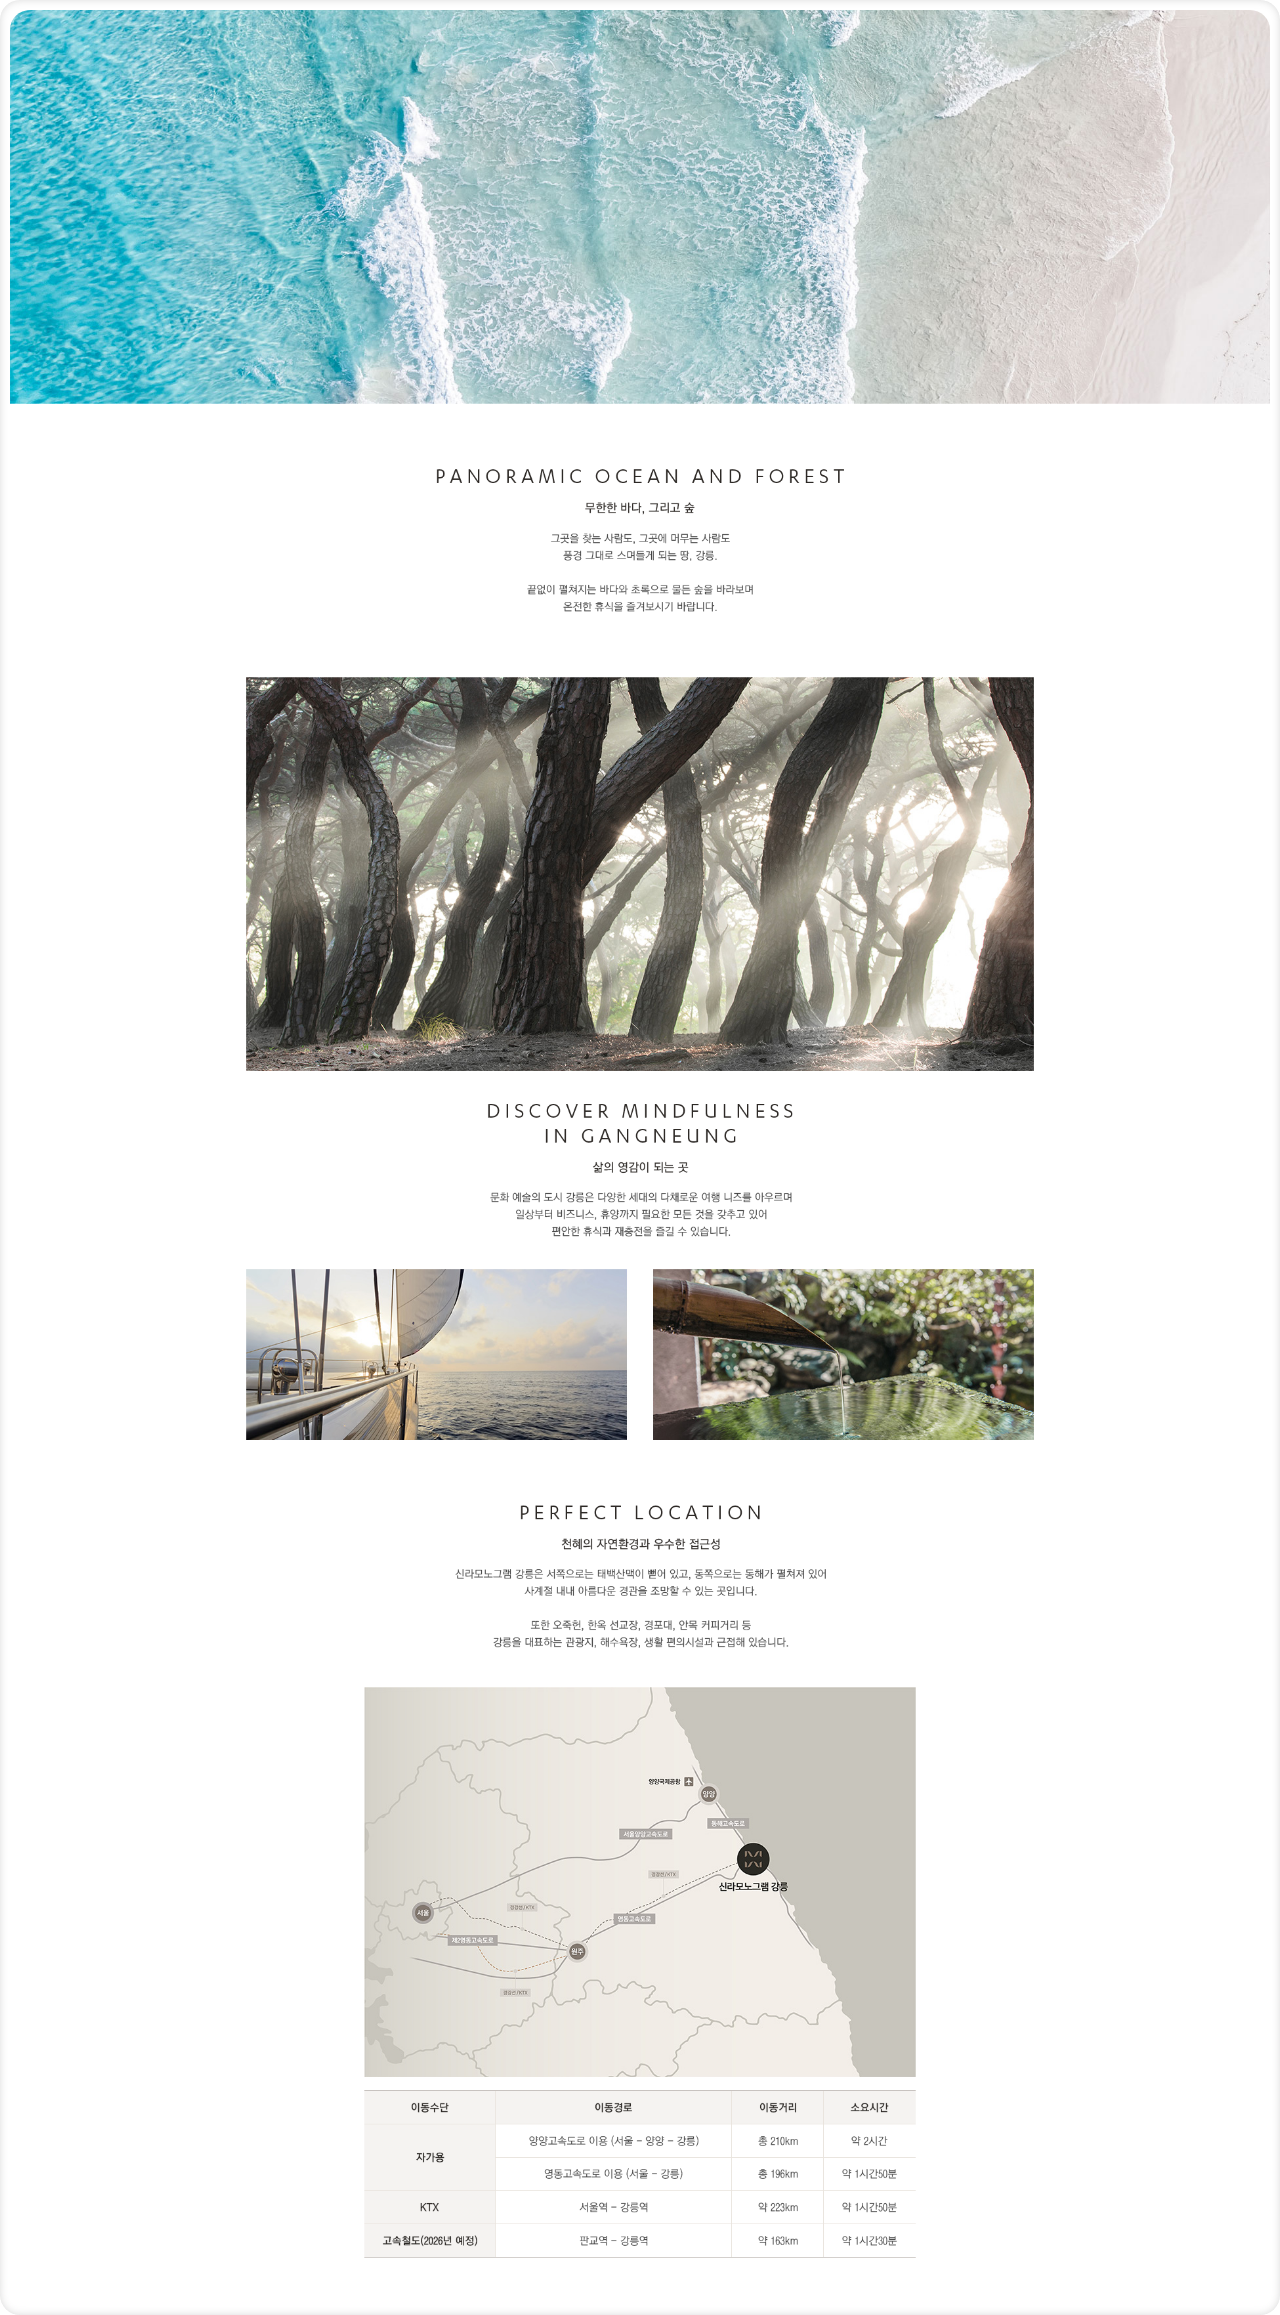 PANORAMIC OCEAN AND FOREST
무한한 바다, 그리고 숲
그곳을 찾는 사람도, 그곳에 머무는 사람도
풍경 그대로 스며들게 되는 땅, 강릉.
끝없이 펼쳐지는 바다와 초록으로 물든 숲을 바라보며
온전한 휴식을 즐겨보시기 바랍니다.
DISCOVER MINDFULNESS
IN GANGNEUNG
삶의 영감이 되는 곳
문화 예술의 도시 강릉은 다양한 세대의 다채로운 여행 니즈를 아우르며
일상부터 비즈니스, 휴양까지 필요한 모든 것을 갖추고 있어
편안한 휴식과 재충전을 즐길 수 있습니다.
PERFECT LOCATION
천혜의 자연환경과 우수한 접근성
신라모노그램 강릉은 서쪽으로는 태백산맥이 뻗어 있고, 동쪽으로는 동해가 펼쳐져 있어
사계절 내내 아름다운 경관을 조망할 수 있는 곳입니다.
또한 오죽헌, 한옥 선교장, 경포대, 안목 커피거리 등
강릉을 대표하는 관광지, 해수욕장, 생활 편의시설과 근접해 있습니다.
양양국제공항
양양
동해고속도로
서울양양고속도로
강강선/KTX
신라모노그램 강릉
서울
강강선/KTX
영동고속도로
제2영동고속도로
원주
강강선/KTX
이동수단 이동경로 이동거리 소요시간
자가용 양양고속도로 이용 (서울 - 양양 - 강릉) 총 210km 약 2시간
영동고속도로 이용 (서울 - 강릉) 총 196km 약 1시간50분
KTX 서울역 - 강릉역 약 223km 약 1시간50분
고속철도(2026년 예정) 판교역 - 강릉역 약 163km 약 1시간30분